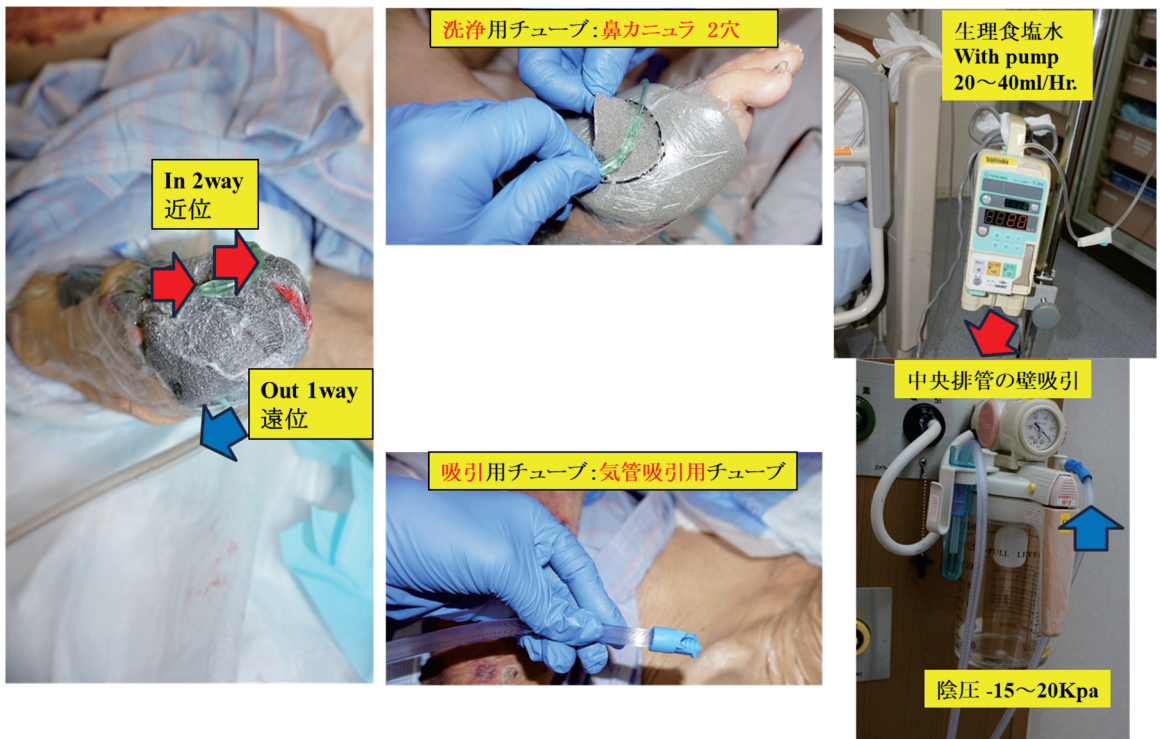 In 2way
近位
Out 1way
遠位
洗浄用チューブ:鼻カニュラ 2穴
吸引用チューブ:気管吸引用チューブ
生理食塩水
With pump
20～40ml/Hr.
中央排管の壁吸引
FULL LEVEL
陰圧 -15～20Kpa